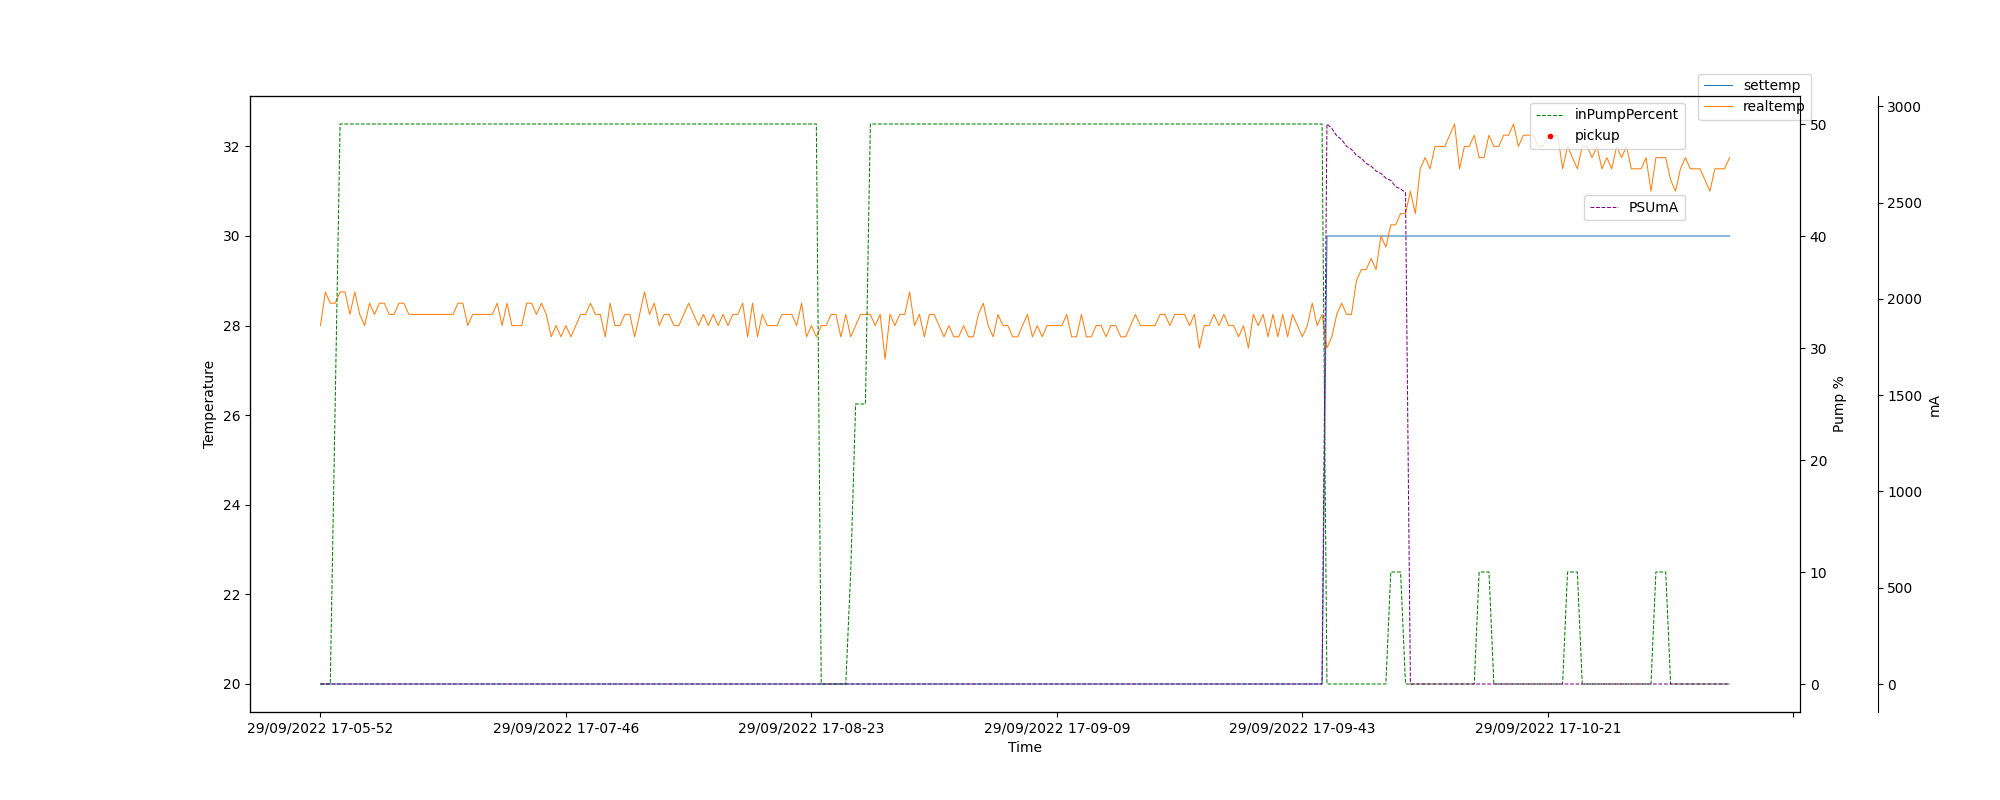 settemp
realtemp
inPumpPercent
pickup
PSUmA
32
30
28
26
24
22
20
Temperature
50
40
30
20
10
0
Pump %
3000
2500
2000
1500
1000
500
0
mA
29/09/2022 17-05-52
29/09/2022 17-07-46
29/09/2022 17-08-23
29/09/2022 17-09-09
29/09/2022 17-09-43
29/09/2022 17-10-21
Time